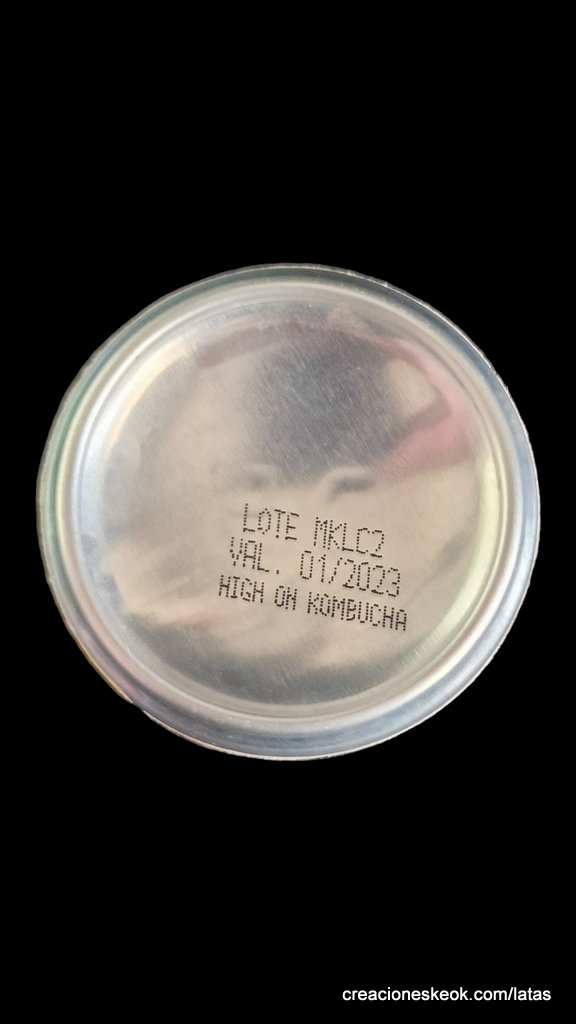 LOTE MKLC2
VAL. 01/2023
HIGH ON KOMBUCHA
creacioneskeok.com/latas